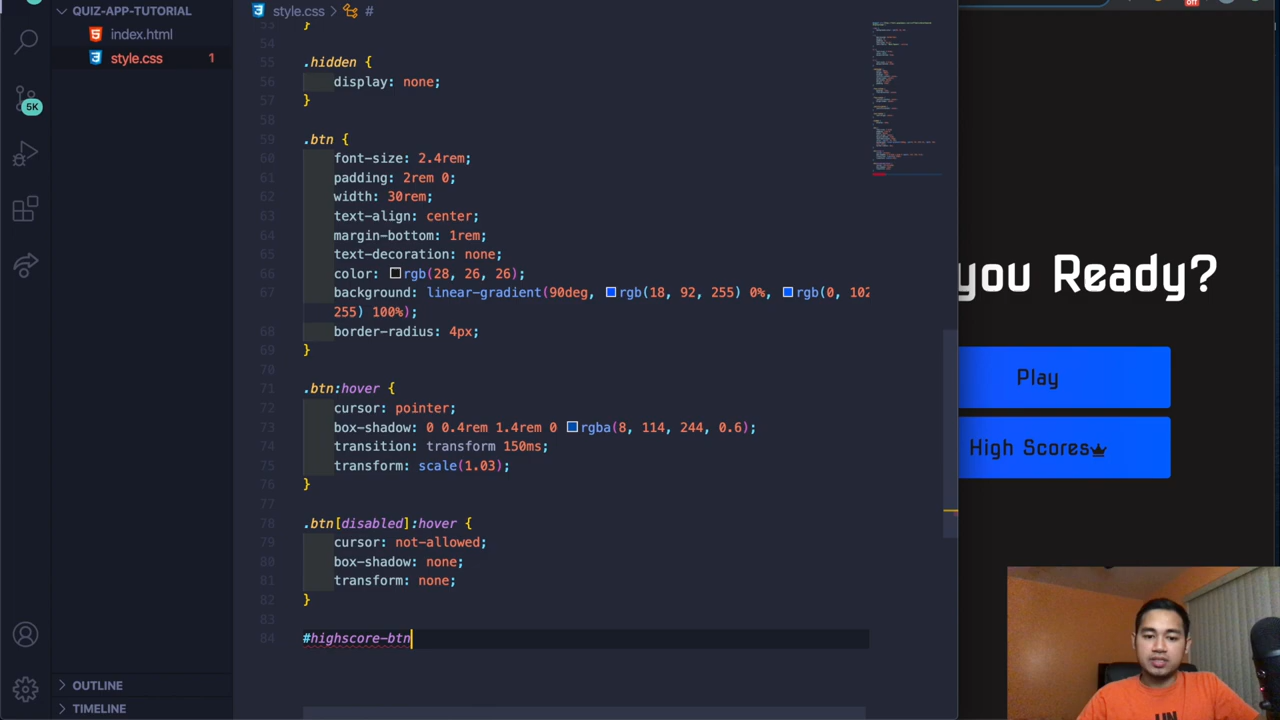 QUIZ-APP-TUTORIAL
index.html
style.css 1
5K
OUTLINE
TIMELINE
style.css > #
53 }
54
55 .hidden {
56 display: none;
57 }
58
59 .btn {
60 font-size: 2.4rem;
61 padding: 2rem 0;
62 width: 30rem;
63 text-align: center;
64 margin-bottom: 1rem;
65 text-decoration: none;
66 color: rgb(28, 26, 26);
67 background: linear-gradient(90deg, rgb(18, 92, 255) 0%, rgb(0, 102
255) 100%);
68 border-radius: 4px;
69 }
70
71 .btn:hover {
72 cursor: pointer;
73 box-shadow: 0 0.4rem 1.4rem 0 rgba(8, 114, 244, 0.6);
74 transition: transform 150ms;
75 transform: scale(1.03);
76 }
77
78 .btn[disabled]:hover {
79 cursor: not-allowed;
80 box-shadow: none;
81 transform: none;
82 }
83
84 #highscore-btn
off
you Ready?
Play
High Scores
UN